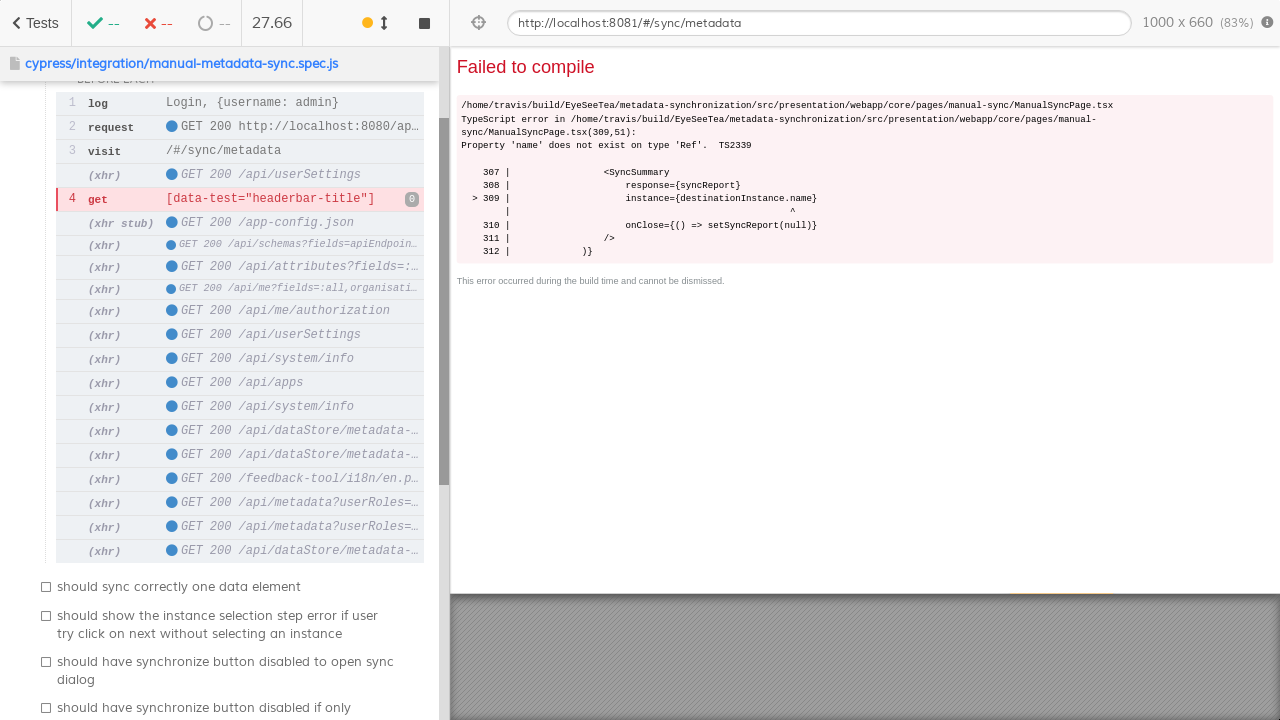 Tests
--
--
--
27.66
http://localhost:8081/#/sync/metadata
1000 x 660 (83%)
cypress/integration/manual-metadata-sync.spec.js
1 log Login, {username: admin}
2 request GET 200 http://localhost:8080/ap…
3 visit /#/sync/metadata
(xhr) GET 200 /api/userSettings
4 get [data-test="headerbar-title"] 0
(xhr stub) GET 200 /app-config.json
(xhr) GET 200 /api/schemas?fields=apiEndpoin…
(xhr) GET 200 /api/attributes?fields=:…
(xhr) GET 200 /api/me?fields=:all,organisati…
(xhr) GET 200 /api/me/authorization
(xhr) GET 200 /api/userSettings
(xhr) GET 200 /api/system/info
(xhr) GET 200 /api/apps
(xhr) GET 200 /api/system/info
(xhr) GET 200 /api/dataStore/metadata-…
(xhr) GET 200 /api/dataStore/metadata-…
(xhr) GET 200 /feedback-tool/i18n/en.p…
(xhr) GET 200 /api/metadata?userRoles=…
(xhr) GET 200 /api/metadata?userRoles=…
(xhr) GET 200 /api/dataStore/metadata-…
should sync correctly one data element
should show the instance selection step error if user
try click on next without selecting an instance
should have synchronize button disabled to open sync
dialog
should have synchronize button disabled if only
Failed to compile
/home/travis/build/EyeSeeTea/metadata-synchronization/src/presentation/webapp/core/pages/manual-sync/ManualSyncPage.tsx
TypeScript error in /home/travis/build/EyeSeeTea/metadata-synchronization/src/presentation/webapp/core/pages/manual-
sync/ManualSyncPage.tsx(309,51):
Property 'name' does not exist on type 'Ref'.  TS2339
307 | <SyncSummary
308 | response={syncReport}
> 309 | instance={destinationInstance.name}
| ^
310 | onClose={() => setSyncReport(null)}
311 | />
312 | )}
This error occurred during the build time and cannot be dismissed.